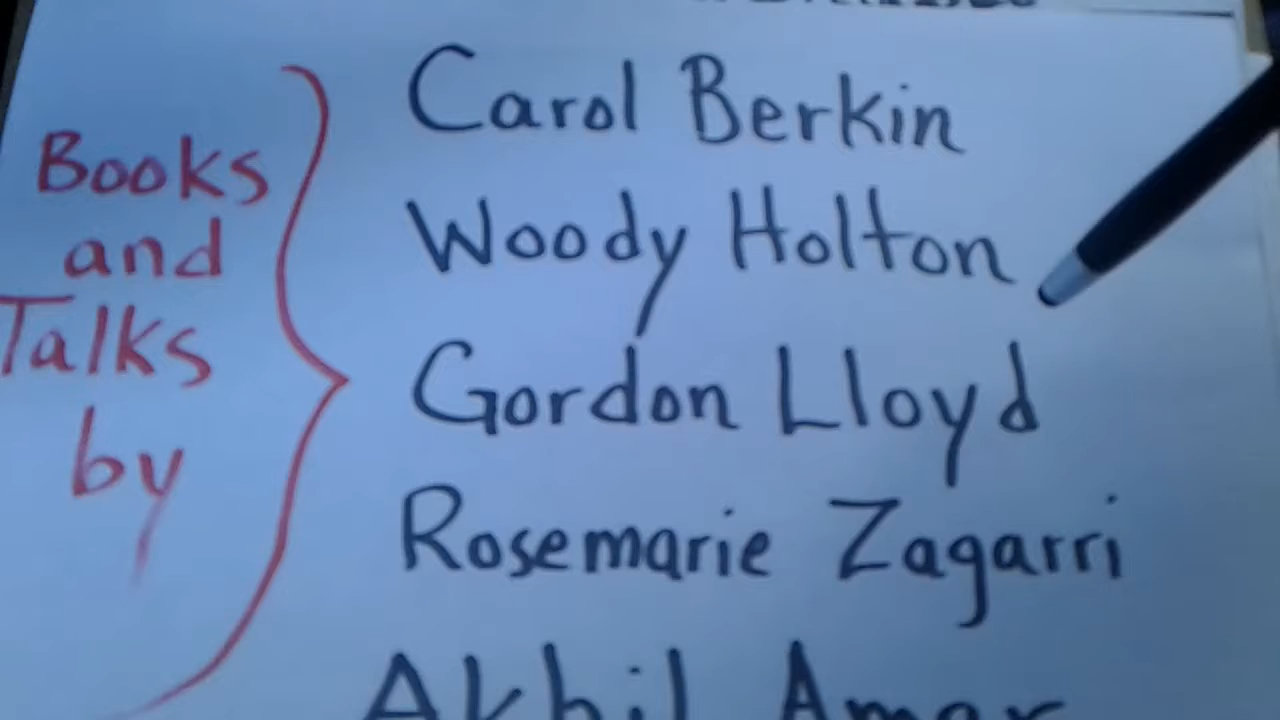 Books
and
Talks
by
Carol Berkin
Woody Holton
Gordon Lloyd
Rosemarie Zagarri
Akhil Amar